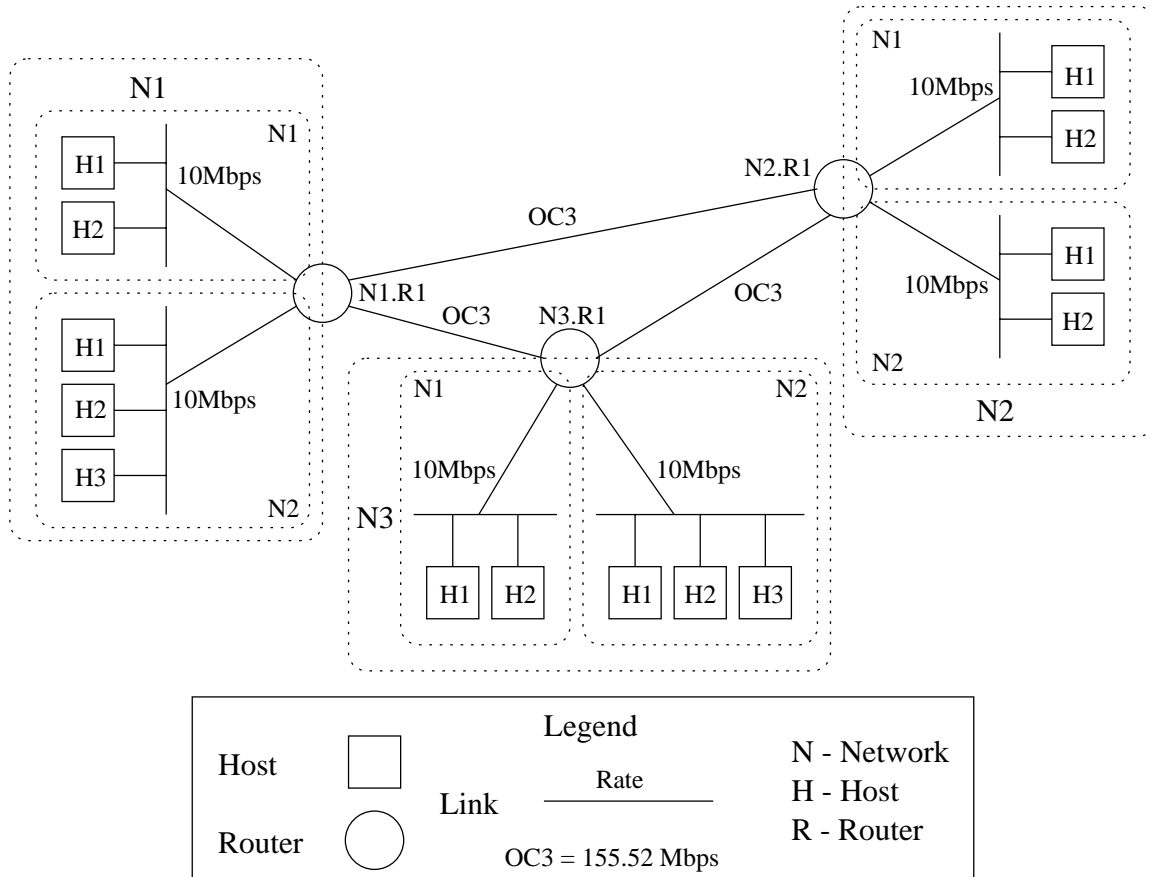 N1
N1
H1
H2
10Mbps
N1.R1
H1
H2
H3
10Mbps
N2
OC3
OC3
OC3
N2.R1
N1
10Mbps
H1
H2
10Mbps
H1
H2
N2
N2
N3.R1
N1
N2
10Mbps
10Mbps
N3
H1
H2
H1
H2
H3
Legend
Host
Router
Link
Rate
OC3 = 155.52 Mbps
N - Network
H - Host
R - Router